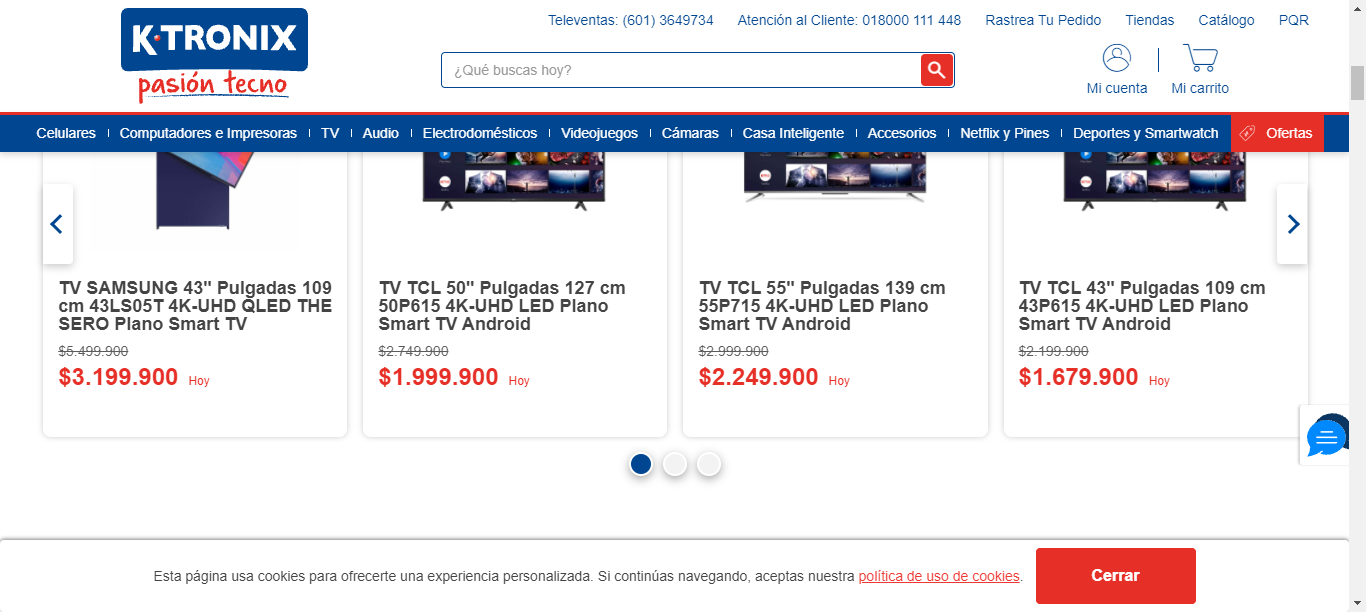 Televentas: (601) 3649734 Atención al Cliente: 018000 111 448 Rastrea Tu Pedido Tiendas Catálogo PQR
K·TRONIX
pasión tecno
¿Qué buscas hoy?
Mi cuenta Mi carrito
Celulares Computadores e Impresoras TV Audio Electrodomésticos Videojuegos Cámaras Casa Inteligente Accesorios Netflix y Pines Deportes y Smartwatch Ofertas
TV SAMSUNG 43" Pulgadas 109
cm 43LS05T 4K-UHD QLED THE
SERO Plano Smart TV
$5.499.900
$3.199.900 Hoy
TV TCL 50" Pulgadas 127 cm
50P615 4K-UHD LED Plano
Smart TV Android
$2.749.900
$1.999.900 Hoy
TV TCL 55" Pulgadas 139 cm
55P715 4K-UHD LED Plano
Smart TV Android
$2.999.900
$2.249.900 Hoy
TV TCL 43" Pulgadas 109 cm
43P615 4K-UHD LED Plano
Smart TV Android
$2.199.900
$1.679.900 Hoy
Esta página usa cookies para ofrecerte una experiencia personalizada. Si continúas navegando, aceptas nuestra política de uso de cookies.
Cerrar